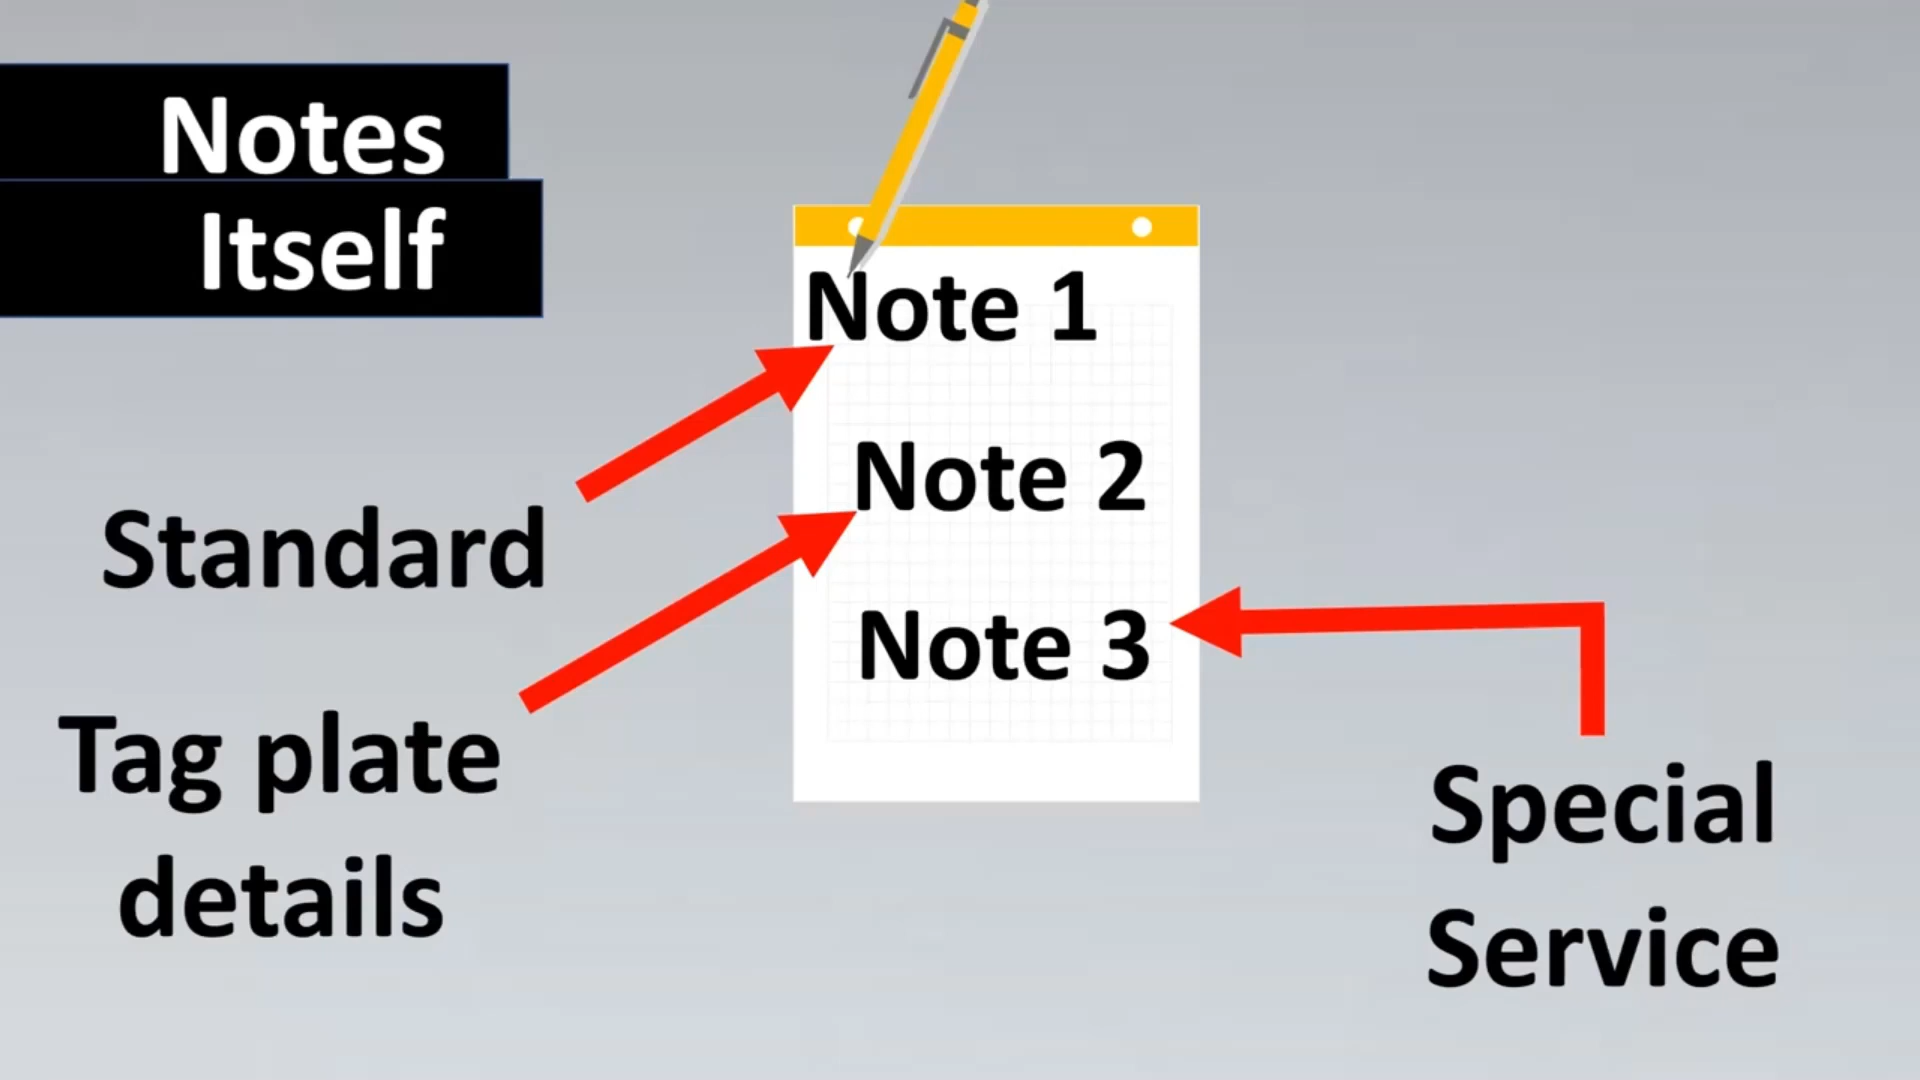 Notes
Itself
Note 1
Note 2
Note 3
Standard
Tag plate
details
Special
Service